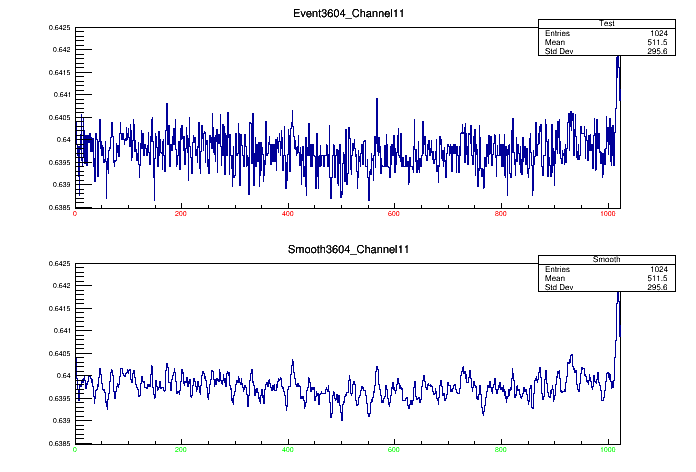 Event3604_Channel11
Test
Entries 1024
Mean 511.5
Std Dev 295.6
0.6425
0.642
0.6415
0.641
0.6405
0.64
0.6395
0.639
0.6385
0 200 400 600 800 1000
Smooth3604_Channel11
Smooth
Entries 1024
Mean 511.5
Std Dev 295.6
0.6425
0.642
0.6415
0.641
0.6405
0.64
0.6395
0.639
0.6385
0 200 400 600 800 1000